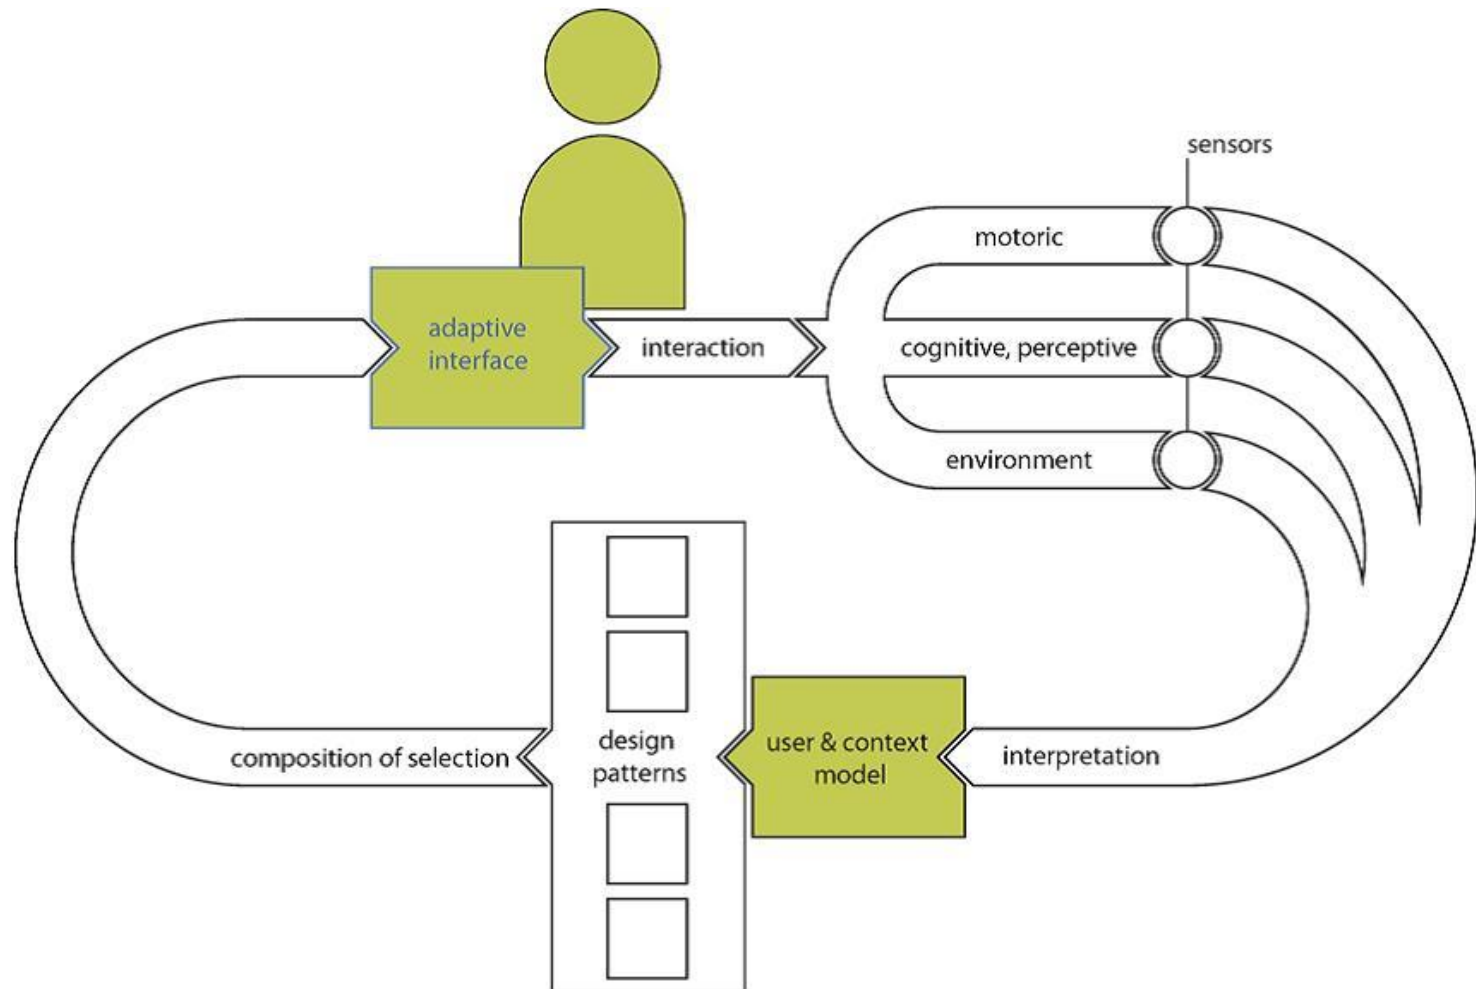 sensors
motoric
adaptive
interface
interaction
cognitive, perceptive
environment
composition of selection
design
patterns
user & context
model
interpretation